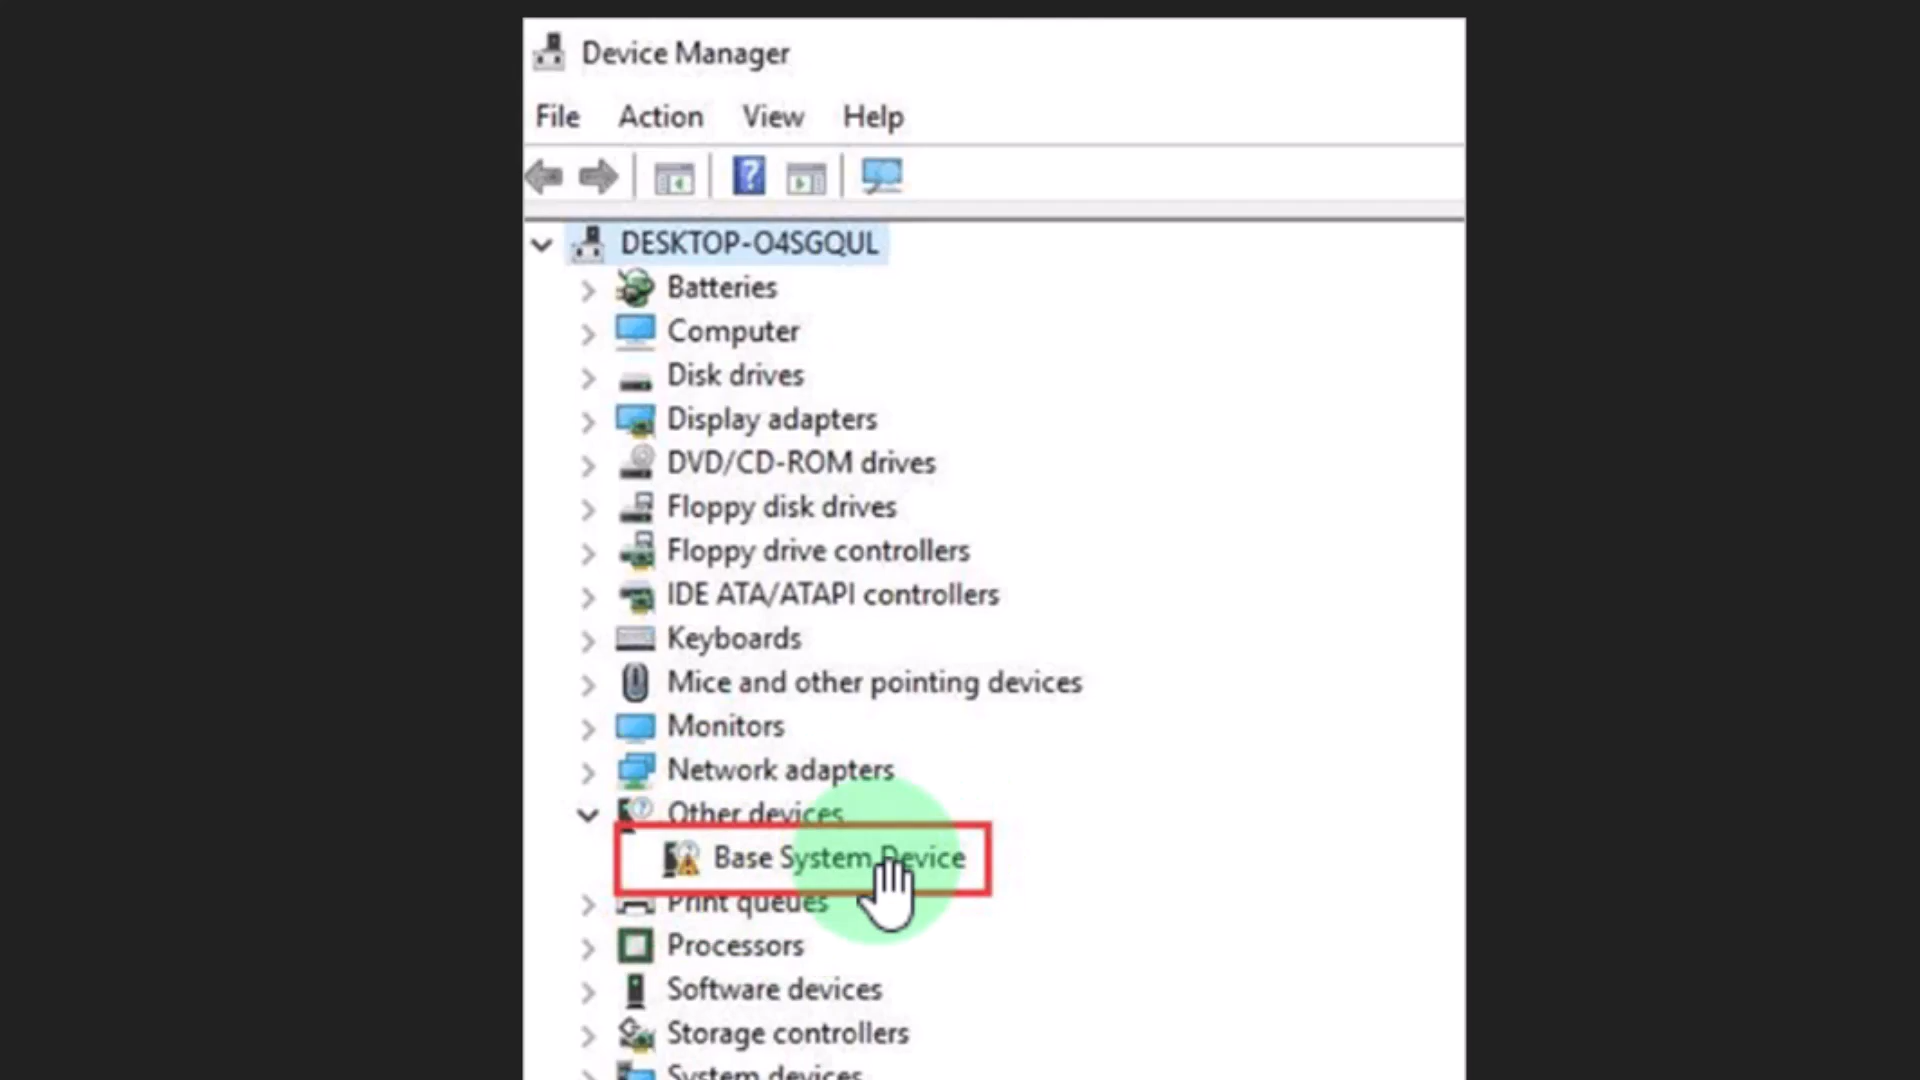 Device Manager
File Action View Help
DESKTOP-O4SGQUL
Batteries
Computer
Disk drives
Display adapters
DVD/CD-ROM drives
Floppy disk drives
Floppy drive controllers
IDE ATA/ATAPI controllers
Keyboards
Mice and other pointing devices
Monitors
Network adapters
Other devices
Base System Device
Print queues
Processors
Software devices
Storage controllers
System devices